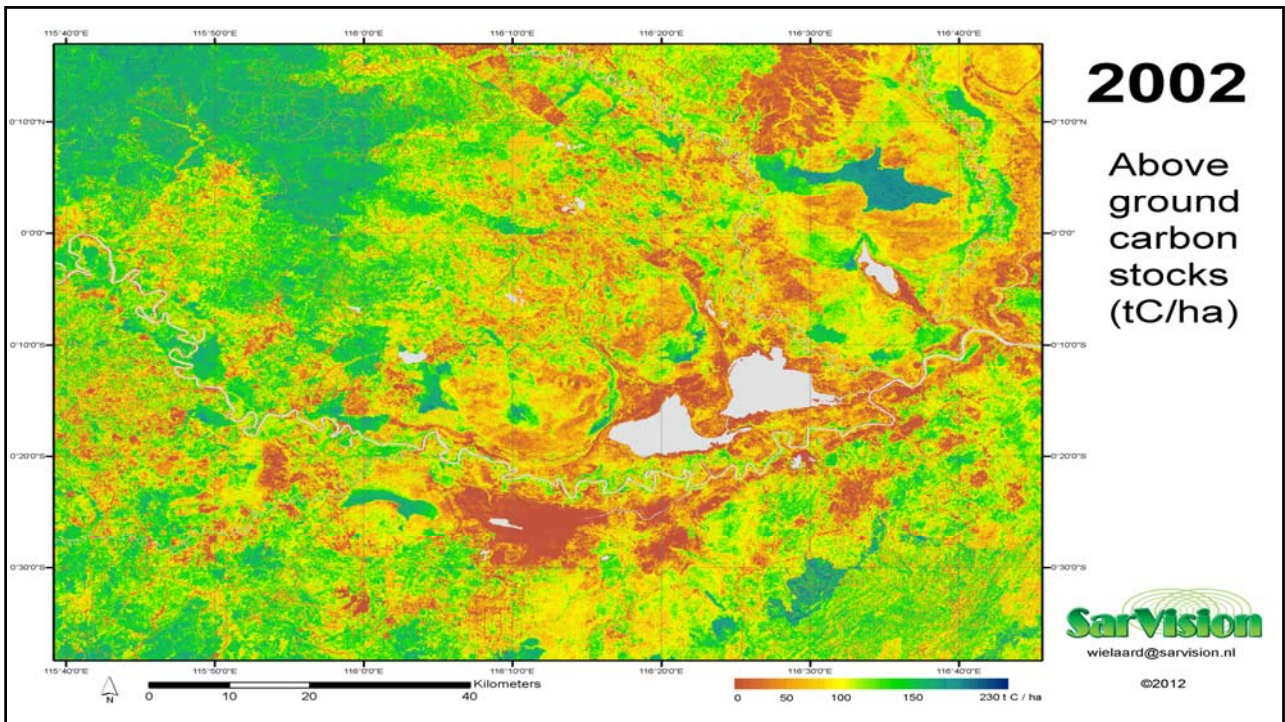 115°40'0"E 115°50'0"E 116°0'0"E 116°10'0"E 116°20'0"E 116°30'0"E 116°40'0"E
2002
Above
ground
carbon
stocks
(tC/ha)
0°10'0"N 0°10'0"N
0°0'0" 0°0'0"
0°10'0"S 0°10'0"S
0°20'0"S 0°20'0"S
0°30'0"S 0°30'0"S
115°40'0"E 115°50'0"E 116°0'0"E 116°10'0"E 116°20'0"E 116°30'0"E 116°40'0"E
SarVision
wielaard@sarvision.nl
©2012
N
Kilometers
0 10 20 40
0 50 100 150 230 t C / ha